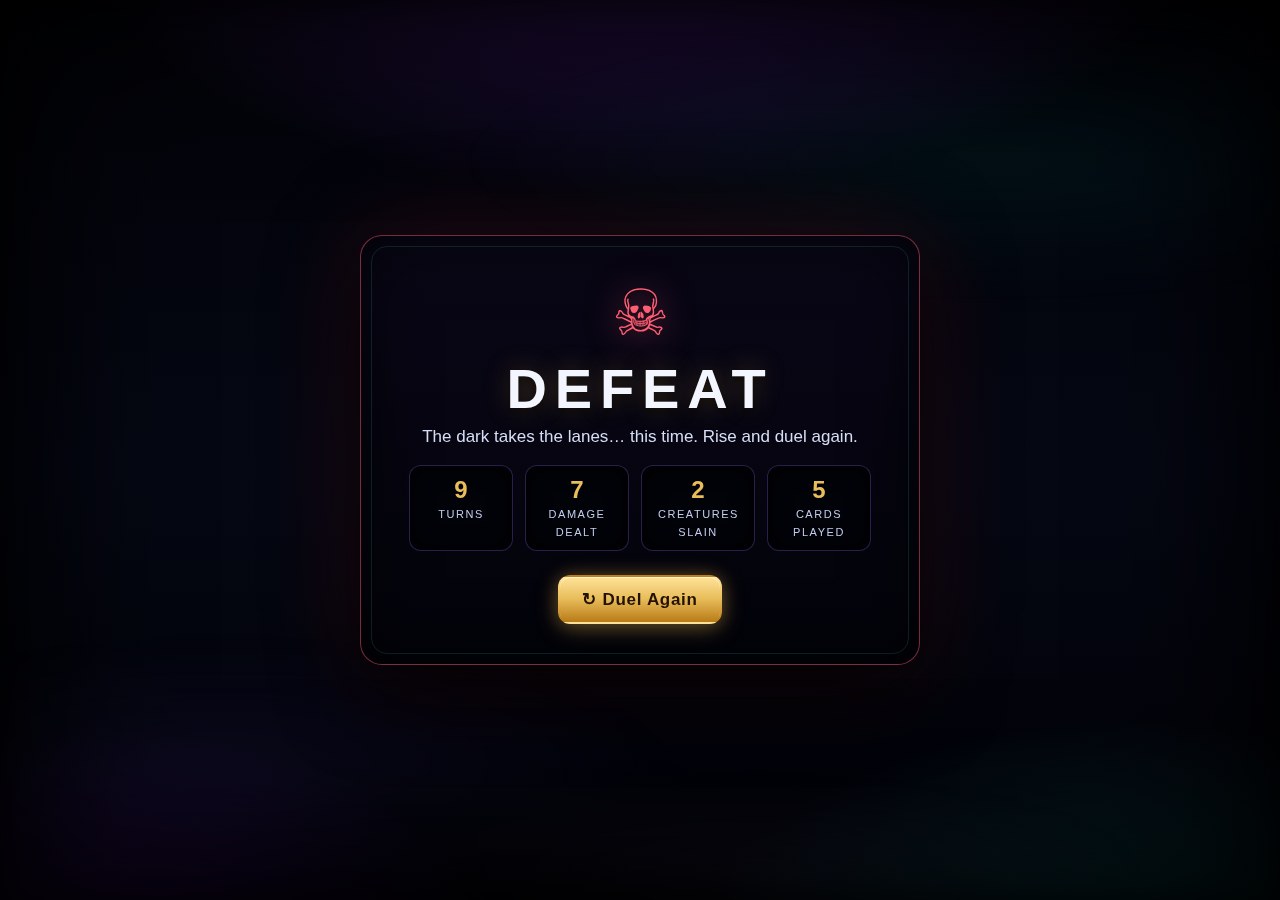 DEFEAT
The dark takes the lanes… this time. Rise and duel again.
9
TURNS
7
DAMAGE
DEALT
2
CREATURES
SLAIN
5
CARDS
PLAYED
↻ Duel Again